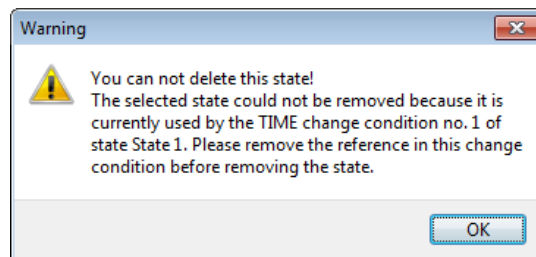 Warning
You can not delete this state!
The selected state could not be removed because it is
currently used by the TIME change condition no. 1 of
state State 1. Please remove the reference in this change
condition before removing the state.
OK